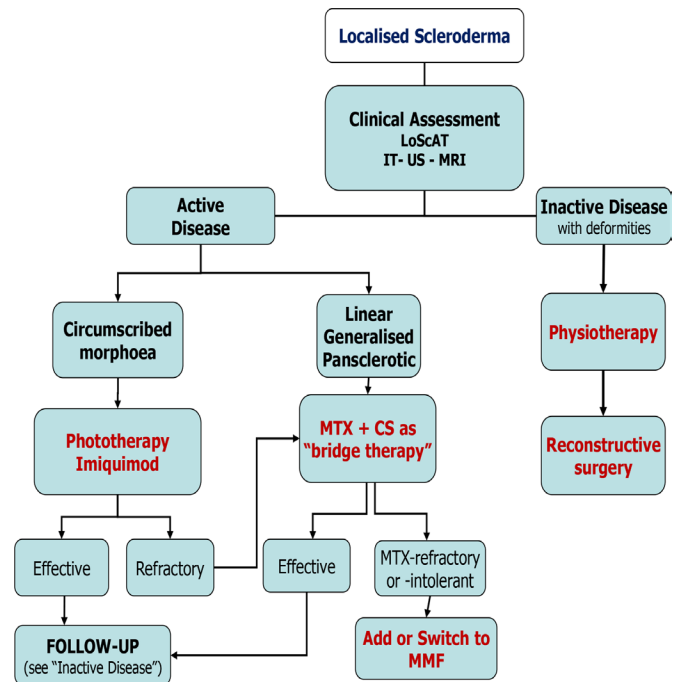 Localised Scleroderma
Clinical Assessment
LoScAT
IT- US - MRI
Active
Disease
Inactive Disease
with deformities
Circumscribed
morphoea
Linear
Generalised
Pansclerotic
Physiotherapy
Phototherapy
Imiquimod
MTX + CS as
“bridge therapy”
Reconstructive
surgery
Effective
Refractory
Effective
MTX-refractory
or -intolerant
FOLLOW-UP
(see “Inactive Disease”)
Add or Switch to
MMF